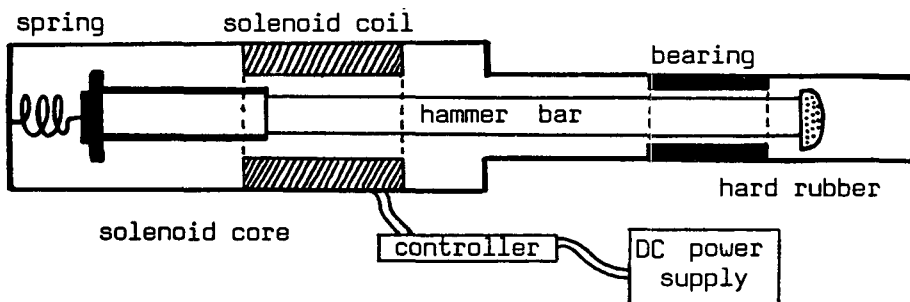 spring
solenoid coil
bearing
hammer bar
hard rubber
solenoid core
controller
DC power
supply